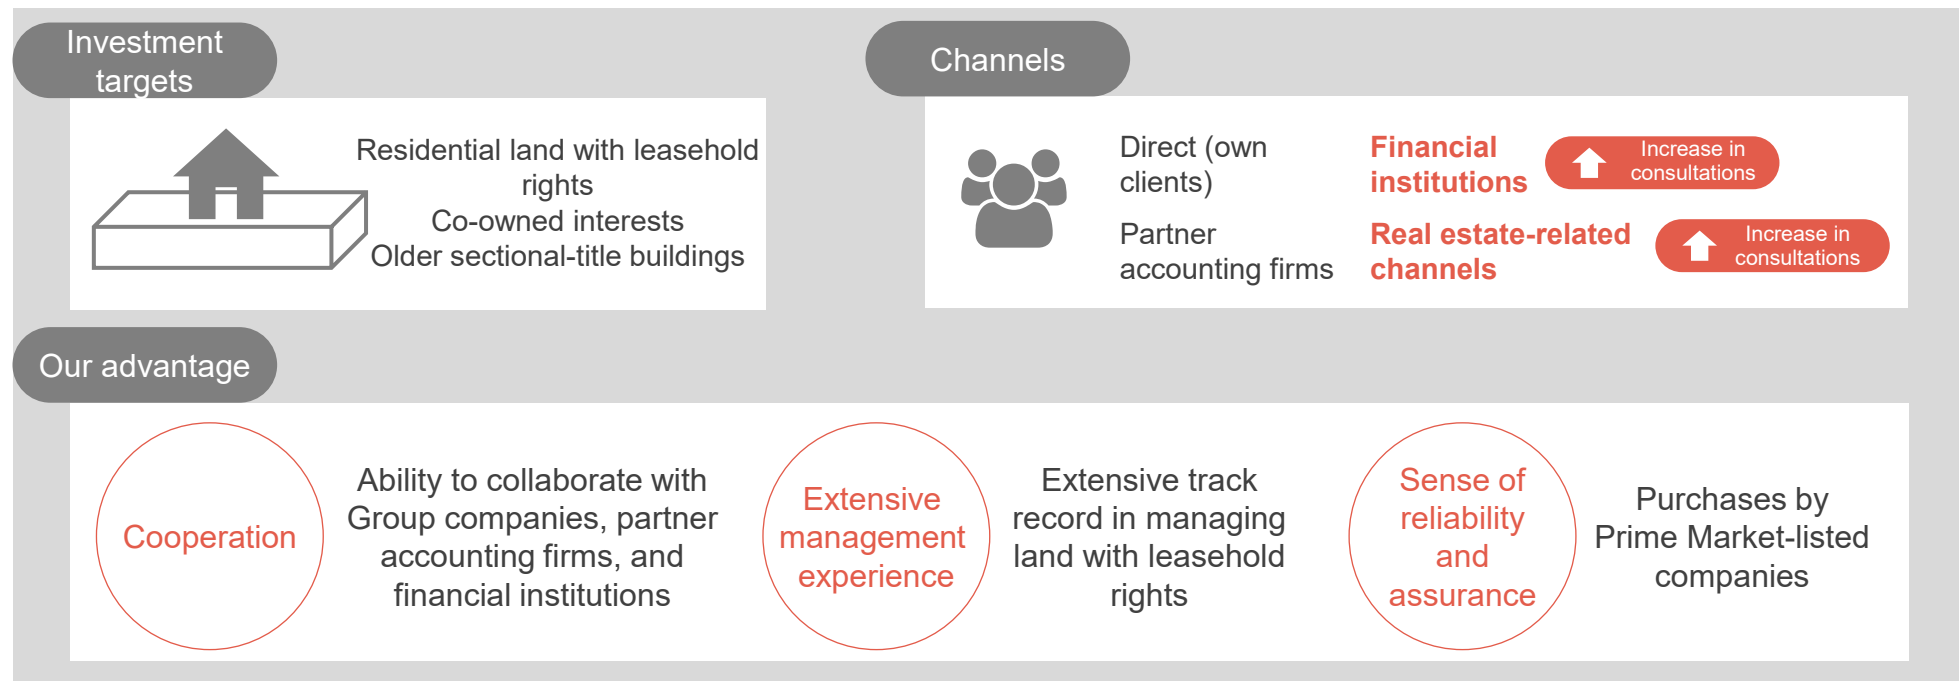 Investment
targets
Residential land with leasehold
rights
Co-owned interests
Older sectional-title buildings
Channels
Direct (own
clients)
Financial
institutions
Increase in
consultations
Partner
accounting firms
Real estate-related
channels
Increase in
consultations
Our advantage
Cooperation
Ability to collaborate with
Group companies, partner
accounting firms, and
financial institutions
Extensive
management
experience
Extensive track
record in managing
land with leasehold
rights
Sense of
reliability
and
assurance
Purchases by
Prime Market-listed
companies